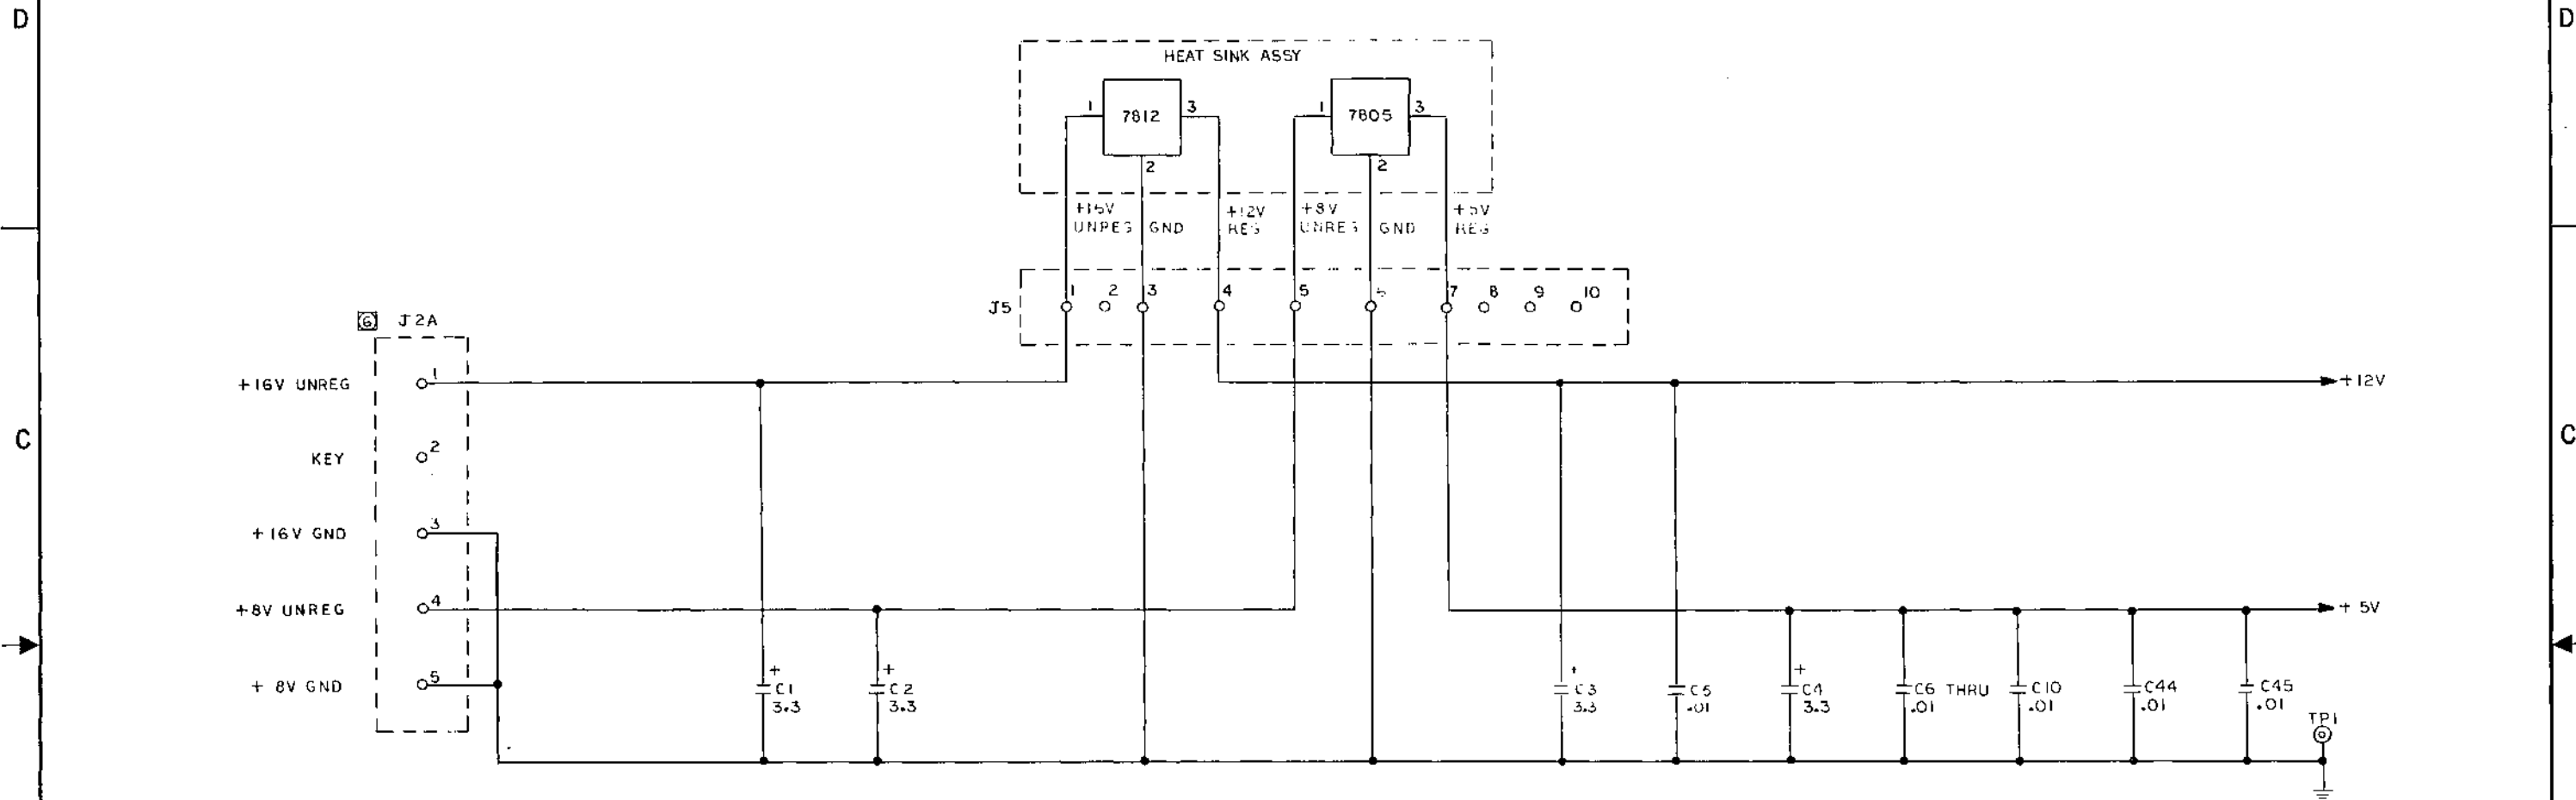 D
D
HEAT SINK ASSY
1
7812
3
1
7805
3
2
2
+16V
UNREG
GND
+12V
REG
+8V
UNREG
GND
+5V
REG
J5
1
2
3
4
5
6
7
8
9
10
6
J2A
+16V UNREG
1
+12V
C
KEY
2
C
+16V GND
3
+8V UNREG
4
+ 5V
+ 8V GND
5
+
C1
3.3
+
C2
3.3
+
C3
3.3
C5
.01
+
C4
3.3
C6 THRU
.01
C10
.01
C44
.01
C45
.01
TP1